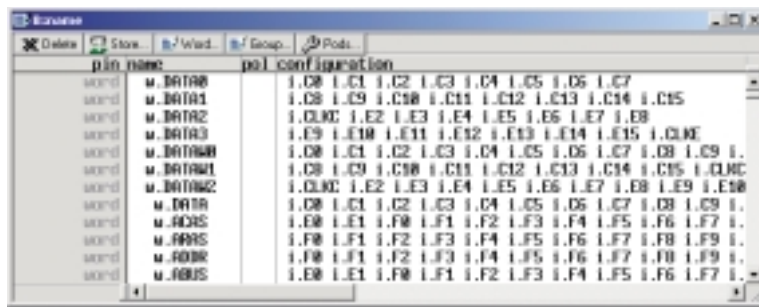 B::name
Delete Store... Word... Group... Pods...
pin name pol configuration
word w.DATA0 i.C0 i.C1 i.C2 i.C3 i.C4 i.C5 i.C6 i.C7
word w.DATA1 i.C8 i.C9 i.C10 i.C11 i.C12 i.C13 i.C14 i.C15
word w.DATA2 i.CLKC i.E2 i.E3 i.E4 i.E5 i.E6 i.E7 i.E8
word w.DATA3 i.E9 i.E10 i.E11 i.E12 i.E13 i.E14 i.E15 i.CLKE
word w.DATAW0 i.C0 i.C1 i.C2 i.C3 i.C4 i.C5 i.C6 i.C7 i.C8 i.C9 i.
word w.DATAW1 i.C8 i.C9 i.C10 i.C11 i.C12 i.C13 i.C14 i.C15 i.CLKC
word w.DATAW2 i.CLKC i.E2 i.E3 i.E4 i.E5 i.E6 i.E7 i.E8 i.E9 i.E10
word w.DATA i.C0 i.C1 i.C2 i.C3 i.C4 i.C5 i.C6 i.C7 i.C8 i.C9 i.
word w.ACAS i.E0 i.E1 i.F0 i.F1 i.F2 i.F3 i.F4 i.F5 i.F6 i.F7 i.
word w.ARAS i.F0 i.F1 i.F2 i.F3 i.F4 i.F5 i.F6 i.F7 i.F8 i.F9 i.
word w.ADDR i.F0 i.F1 i.F2 i.F3 i.F4 i.F5 i.F6 i.F7 i.F8 i.F9 i.
word w.ABUS i.E0 i.E1 i.F0 i.F1 i.F2 i.F3 i.F4 i.F5 i.F6 i.F7 i.